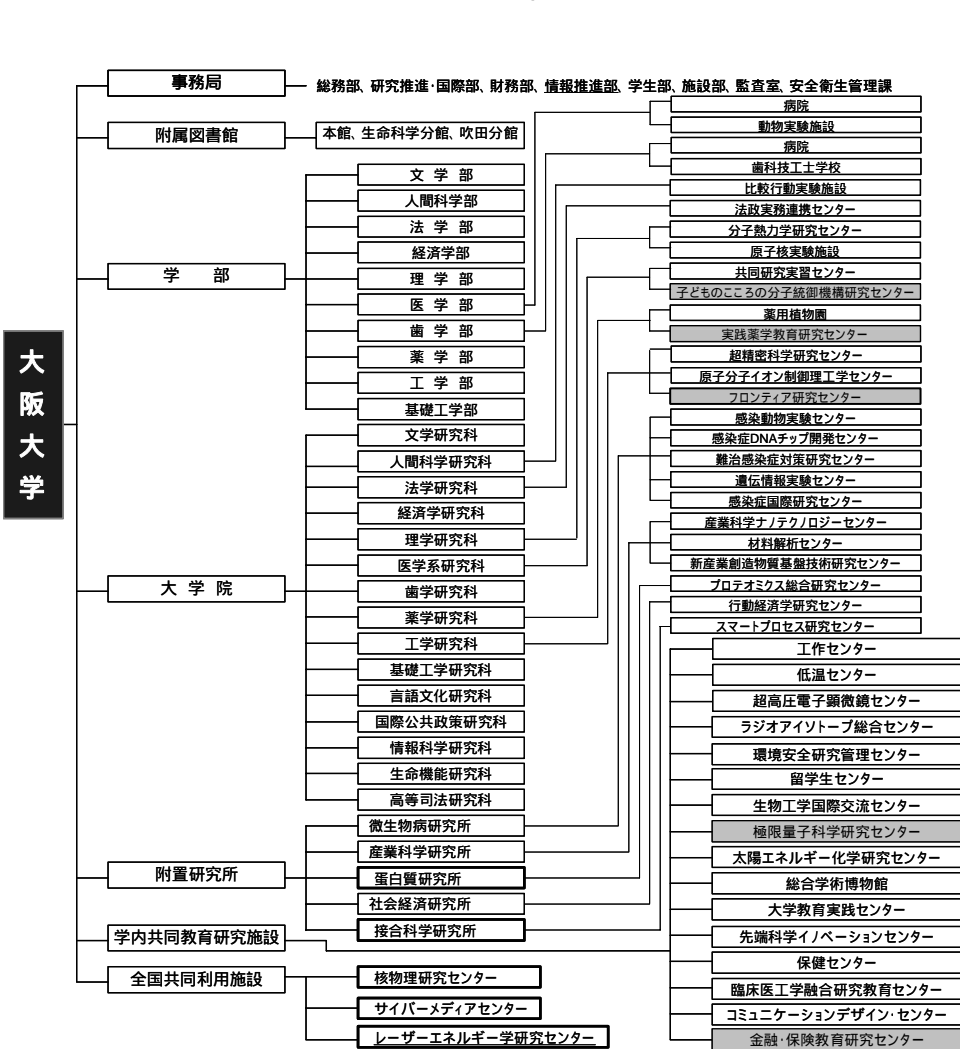 大阪大学
事務局
総務部、研究推進・国際部、財務部、情報推進部、学生部、施設部、監査室、安全衛生管理課
附属図書館
本館、生命科学分館、吹田分館
学 部
文 学 部
人間科学部
法 学 部
経済学部
理 学 部
医 学 部
歯 学 部
薬 学 部
工 学 部
基礎工学部
大 学 院
文学研究科
人間科学研究科
法学研究科
経済学研究科
理学研究科
医学系研究科
歯学研究科
薬学研究科
工学研究科
基礎工学研究科
言語文化研究科
国際公共政策研究科
情報科学研究科
生命機能研究科
高等司法研究科
附置研究所
微生物病研究所
産業科学研究所
蛋白質研究所
社会経済研究所
接合科学研究所
学内共同教育研究施設
全国共同利用施設
核物理研究センター
サイバーメディアセンター
レーザーエネルギー学研究センター
病院
動物実験施設
病院
歯科技工士学校
比較行動実験施設
法政実務連携センター
分子熱力学研究センター
原子核実験施設
共同研究実習センター
子どものこころの分子統御機構研究センター
薬用植物園
実践薬学教育研究センター
超精密科学研究センター
原子分子イオン制御理工学センター
フロンティア研究センター
感染動物実験センター
感染症DNAチップ開発センター
難治感染症対策研究センター
遺伝情報実験センター
感染症国際研究センター
産業科学ナノテクノロジーセンター
材料解析センター
新産業創造物質基盤技術研究センター
プロテオミクス総合研究センター
行動経済学研究センター
スマートプロセス研究センター
工作センター
低温センター
超高圧電子顕微鏡センター
ラジオアイソトープ総合センター
環境安全研究管理センター
留学生センター
生物工学国際交流センター
極限量子科学研究センター
太陽エネルギー化学研究センター
総合学術博物館
大学教育実践センター
先端科学イノベーションセンター
保健センター
臨床医工学融合研究教育センター
コミュニケーションデザイン・センター
金融・保険教育研究センター